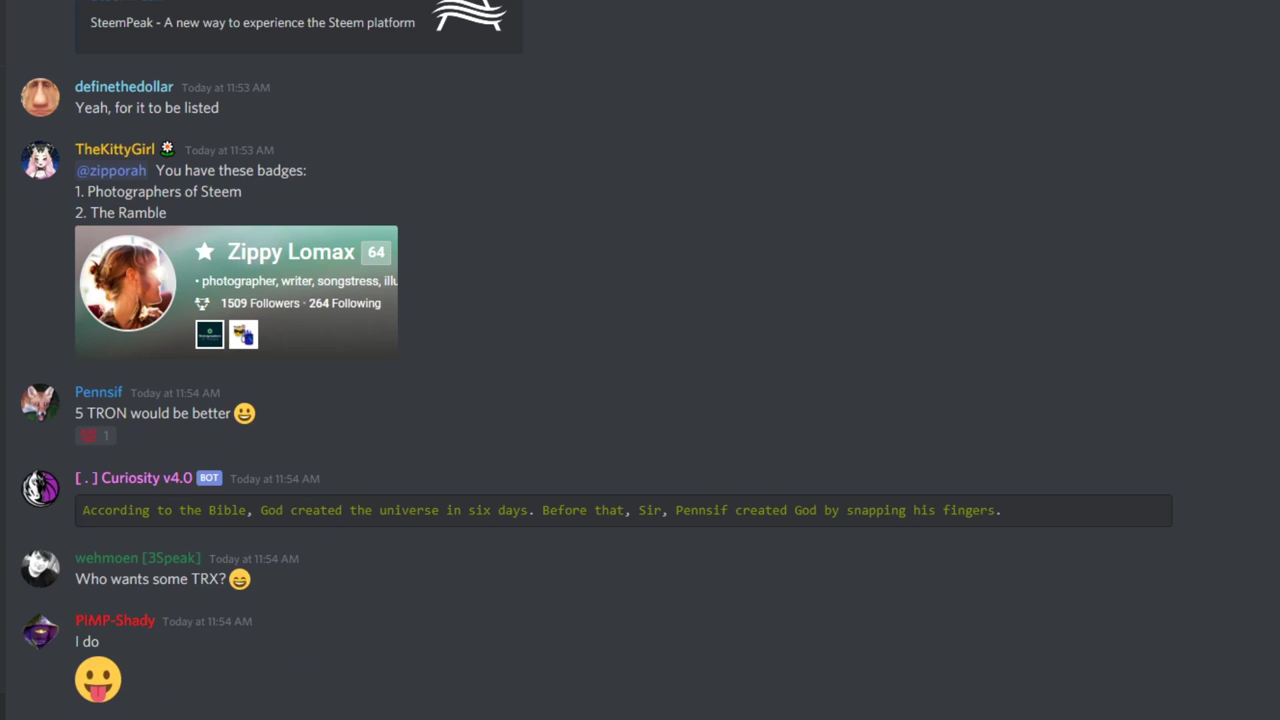 SteemPeak - A new way to experience the Steem platform
definethedollar Today at 11:53 AM
Yeah, for it to be listed
TheKittyGirl Today at 11:53 AM
@zipporah You have these badges:
1. Photographers of Steem
2. The Ramble
Zippy Lomax 64
• photographer, writer, songstress, illu
1509 Followers · 264 Following
Pennsif Today at 11:54 AM
5 TRON would be better 😀
1
[ . ] Curiosity v4.0 BOT Today at 11:54 AM
According to the Bible, God created the universe in six days. Before that, Sir, Pennsif created God by snapping his fingers.
wehmoen [3Speak] Today at 11:54 AM
Who wants some TRX? 😄
PIMP-Shady Today at 11:54 AM
I do
😛